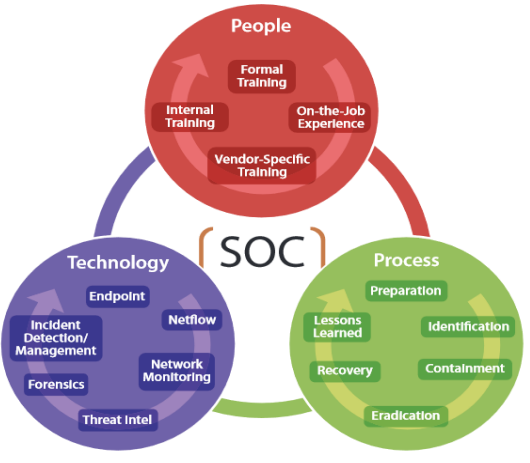 People
Formal
Training
Internal
Training
On-the-Job
Experience
Vendor-Specific
Training
SOC
Technology
Endpoint
Netflow
Incident
Detection/
Management
Network
Monitoring
Forensics
Threat Intel
Process
Preparation
Lessons
Learned
Identification
Recovery
Containment
Eradication